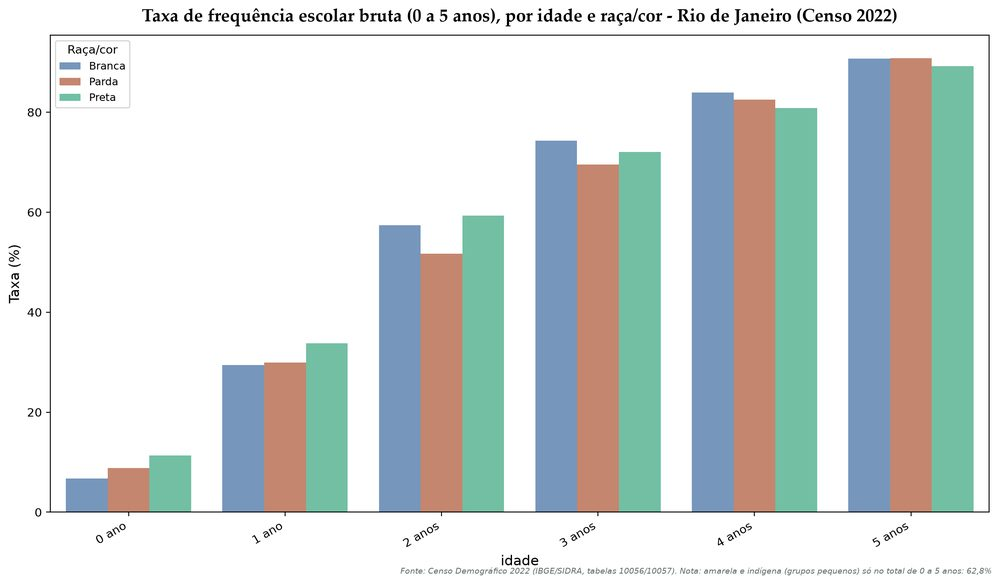 Taxa de frequência escolar bruta (0 a 5 anos), por idade e raça/cor - Rio de Janeiro (Censo 2022)
Raça/cor
Branca
Parda
Preta
Taxa (%)
80
60
40
20
0
0 ano
1 ano
2 anos
3 anos
4 anos
5 anos
idade
Fonte: Censo Demográfico 2022 (IBGE/SIDRA, tabelas 10056/10057). Nota: amarela e indígena (grupos pequenos) só no total de 0 a 5 anos: 62,8%